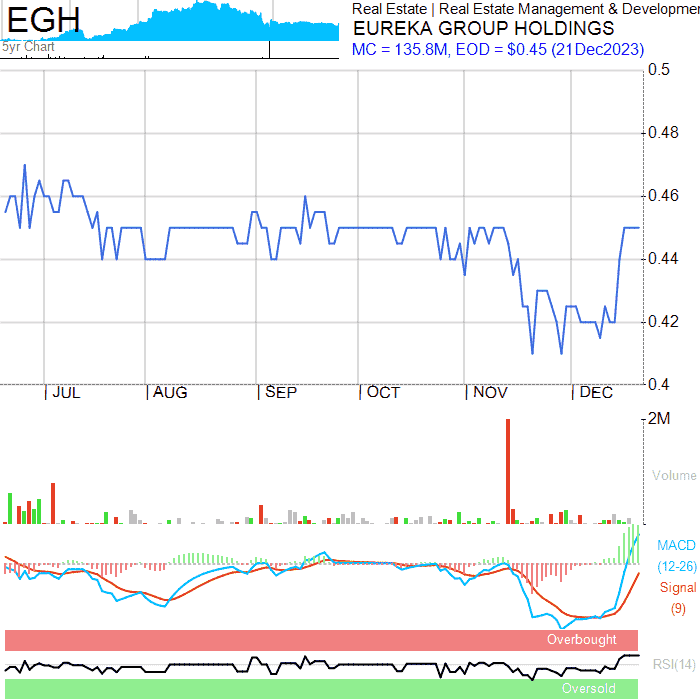 EGH
5yr Chart
Real Estate | Real Estate Management & Developmen
EUREKA GROUP HOLDINGS
MC = 135.8M, EOD = $0.45 (21Dec2023)
0.5
0.48
0.46
0.44
0.42
0.4
| JUL | AUG | SEP | OCT | NOV | DEC
2M
Volume
MACD
(12-26)
Signal
(9)
Overbought
RSI(14)
Oversold